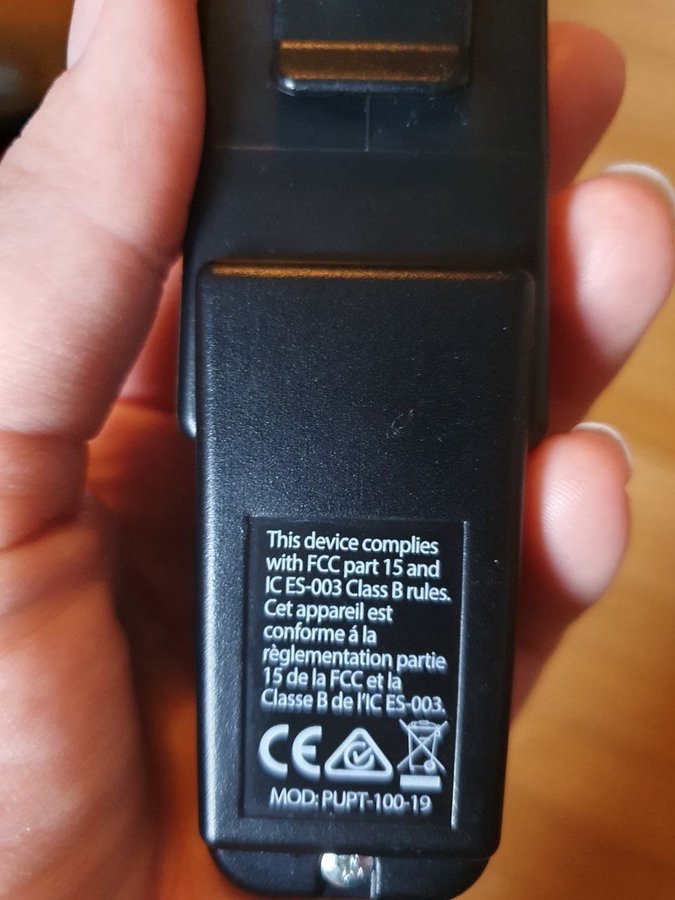 This device complies
with FCC part 15 and
IC ES-003 Class B rules.
Cet appareil est
conforme á la
règlementation partie
15 de la FCC et la
Classe B de l'IC ES-003.
CE
MOD: PUPT-100-19